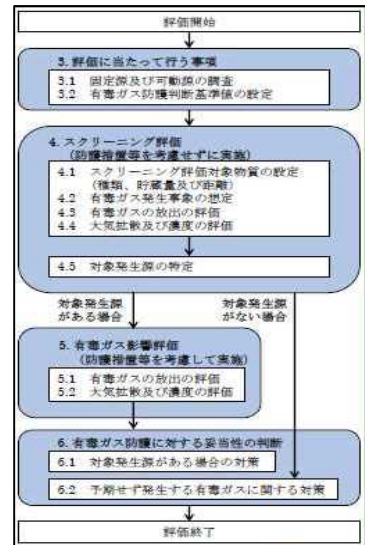 評価開始
3. 評価に当たって行う事項
3.1 固定源及び可動源の調査
3.2 有毒ガス防護判断基準値の設定
4. スクリーニング評価
(防護措置等を考慮せずに実施)
4.1 スクリーニング評価対象物質の設定
(種類、貯蔵量及び距離)
4.2 有毒ガス発生事象の想定
4.3 有毒ガスの放出の評価
4.4 大気拡散及び濃度の評価
4.5 対象発生源の特定
対象発生源
がある場合
対象発生源
がない場合
5. 有毒ガス影響評価
(防護措置等を考慮して実施)
5.1 有毒ガスの放出の評価
5.2 大気拡散及び濃度の評価
6. 有毒ガス防護に対する妥当性の判断
6.1 対象発生源がある場合の対策
6.2 予期せず発生する有毒ガスに関する対策
評価終了